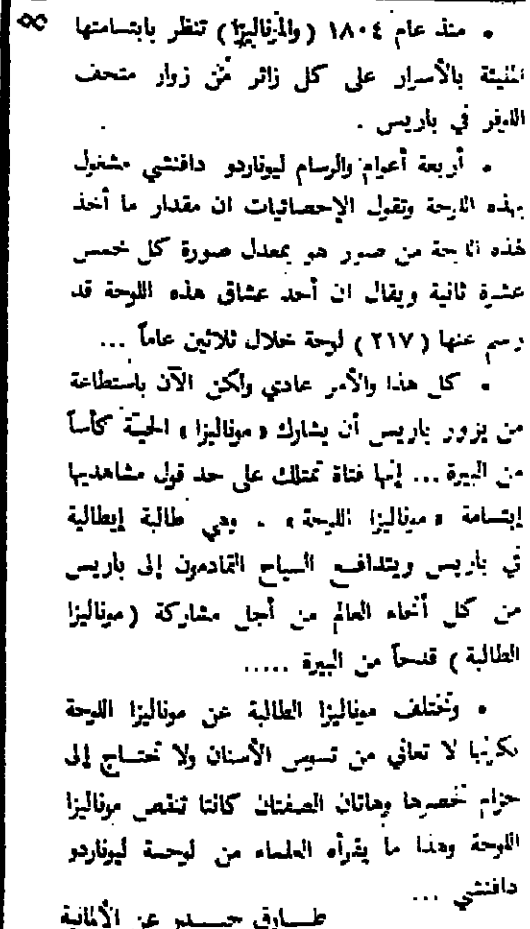 • منذ عام ١٨٠٤ ( والمرناليزا ) تنظر بابتسامتها
المليئة بالأسرار على كل زائر من زوار متحف
اللوفر في باريس .
• أربعة أعوام والرسام ليوناردو دافنشي مشغول
بهذه اللوحة وتقول الإحصائيات ان مقدار ما أخذ
لهذه اللوحة من صور هو بمعدل صورة كل خمس
عشرة ثانية ويقال ان أحد عشاق هذه اللوحة قد
رسم عنها ( ٢١٧ ) لوحة خلال ثلاثين عاماً ...
• كل هذا والأمر عادي ولكن الآن باستطاعة
من يزور باريس أن يشارك « موناليزا » الحيّة كأساً
من البيرة ... إنها فتاة تمتلك على حد قول مشاهديها
إبتسامة « موناليزا اللوحة » . وهي طالبة إيطالية
في باريس ويتدافع السياح القادمون إلى باريس
من كل أنحاء العالم من أجل مشاركة ( موناليزا
الطالبة ) قدحاً من البيرة .....
• وتختلف موناليزا الطالبة عن موناليزا اللوحة
بكونها لا تعاني من تسوس الأسنان ولا تحتاج إلى
حزام لخصرها وهاتان الصفتان كانتا تنقص موناليزا
اللوحة وهذا ما يقرأه العلماء من لوحة ليوناردو
دافنشي ...
طارق حيدر عن الألمانية